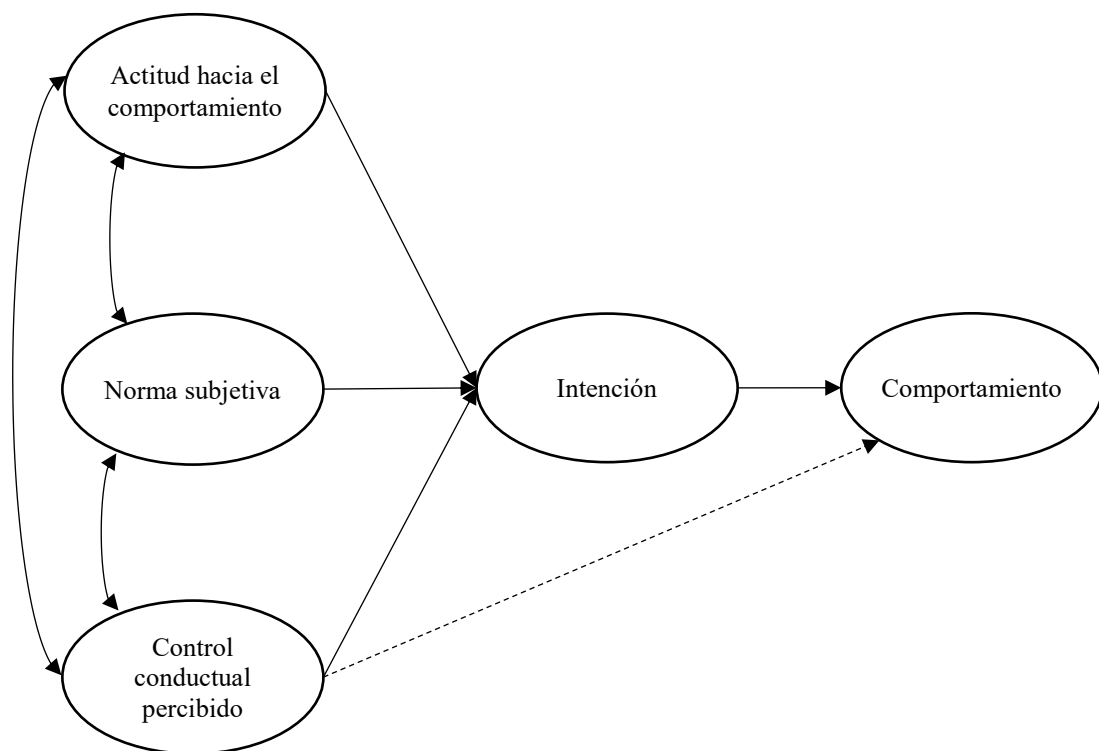 Actitud hacia el
comportamiento
Norma subjetiva
Intención
Comportamiento
Control
conductual
percibido